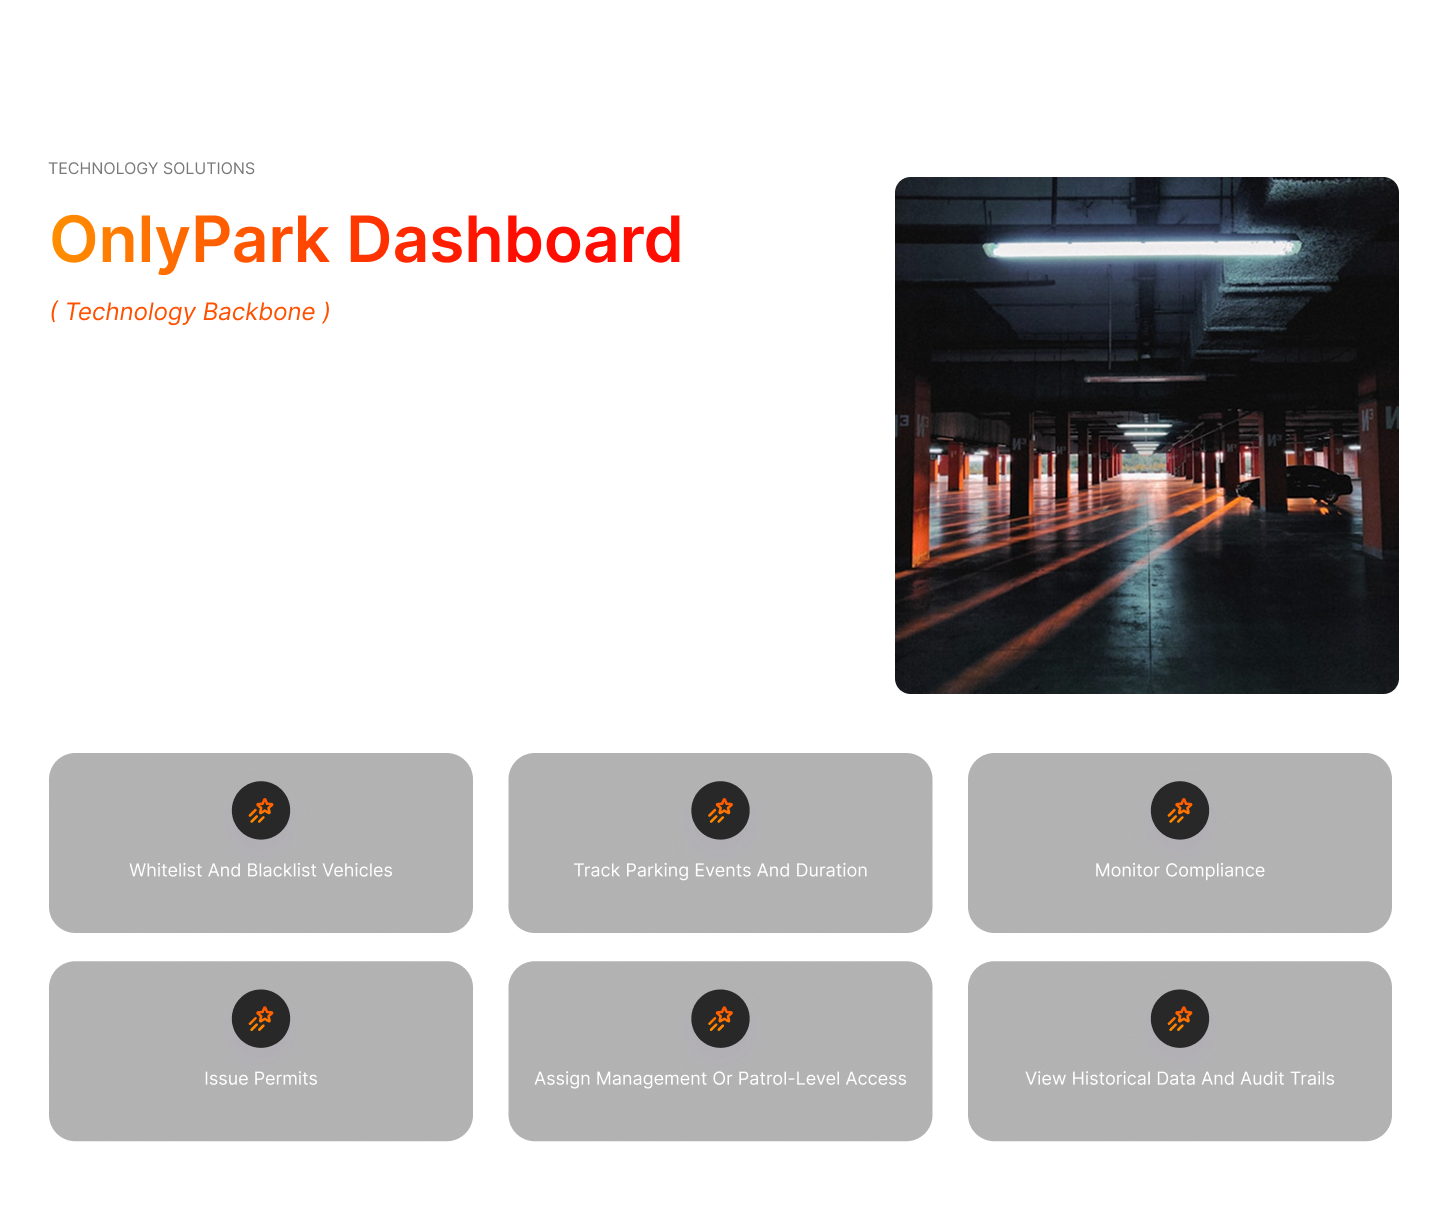 TECHNOLOGY SOLUTIONS
OnlyPark Dashboard
( Technology Backbone )
Whitelist And Blacklist Vehicles
Track Parking Events And Duration
Monitor Compliance
Issue Permits
Assign Management Or Patrol-Level Access
View Historical Data And Audit Trails